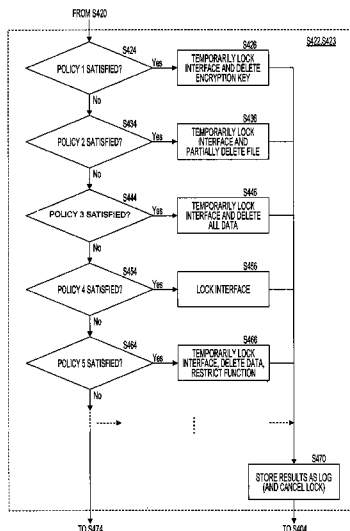 FROM S420
S422,S423
S424
POLICY 1 SATISFIED?
Yes
S426
TEMPORARILY LOCK
INTERFACE AND DELETE
ENCRYPTION KEY
No
S434
POLICY 2 SATISFIED?
Yes
S436
TEMPORARILY LOCK
INTERFACE AND
PARTIALLY DELETE FILE
No
S444
POLICY 3 SATISFIED?
Yes
S446
TEMPORARILY LOCK
INTERFACE AND DELETE
ALL DATA
No
S454
POLICY 4 SATISFIED?
Yes
S456
LOCK INTERFACE
No
S464
POLICY 5 SATISFIED?
Yes
S466
TEMPORARILY LOCK
INTERFACE, DELETE DATA,
RESTRICT FUNCTION
No
S470
STORE RESULTS AS LOG
(AND CANCEL LOCK)
TO S474
TO S404